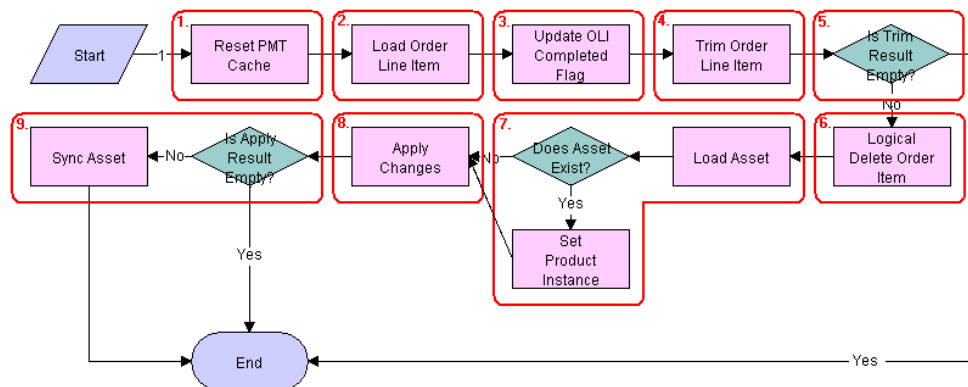 1.
2.
3.
4.
5.
Start
1
Reset PMT
Cache
Load Order
Line Item
Update OLI
Completed
Flag
Trim Order
Line Item
Is Trim
Result
Empty?
No
9.
8.
7.
6.
Sync Asset
No
Is Apply
Result
Empty?
Apply
Changes
No
Does Asset
Exist?
Load Asset
Logical
Delete Order
Item
Yes
Set
Product
Instance
Yes
End
Yes